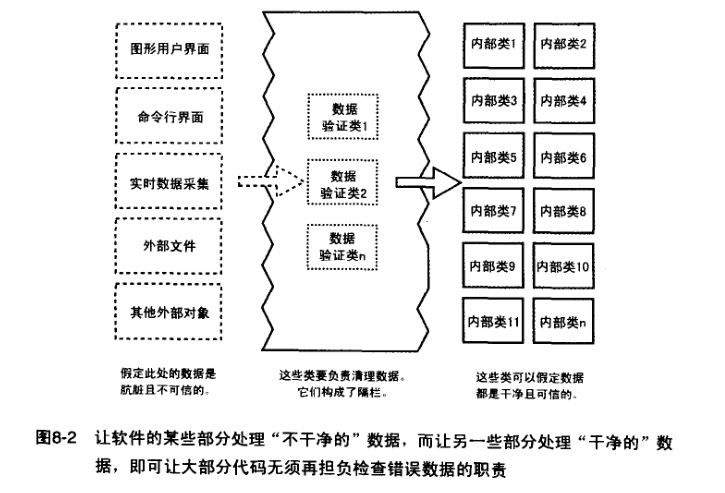 图形用户界面
命令行界面
实时数据采集
外部文件
其他外部对象
假定此处的数据是
肮脏且不可信的。
数据
验证类1
数据
验证类2
数据
验证类n
这些类要负责清理数据。
它们构成了隔栏。
内部类1
内部类2
内部类3
内部类4
内部类5
内部类6
内部类7
内部类8
内部类9
内部类10
内部类11
内部类n
这些类可以假定数据
都是干净且可信的。
图8-2 让软件的某些部分处理“不干净的”数据，而让另一些部分处理“干净的”数
据，即可让大部分代码无须再担负检查错误数据的职责